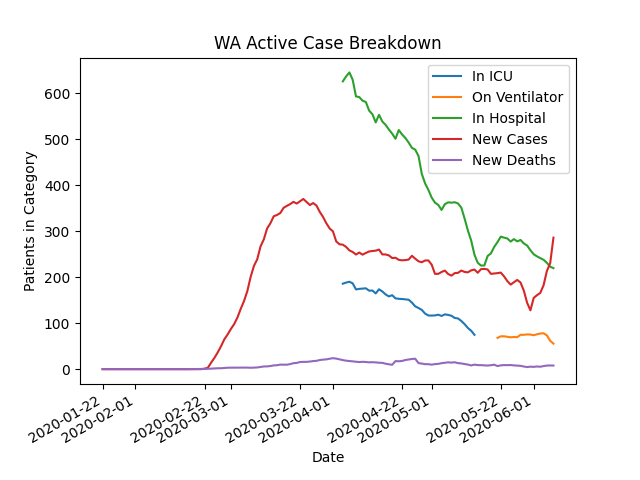 WA Active Case Breakdown
In ICU
On Ventilator
In Hospital
New Cases
New Deaths
Patients in Category
600
500
400
300
200
100
0
2020-01-22
2020-02-01
2020-02-22
2020-03-01
2020-03-22
2020-04-01
2020-04-22
2020-05-01
2020-05-22
2020-06-01
Date